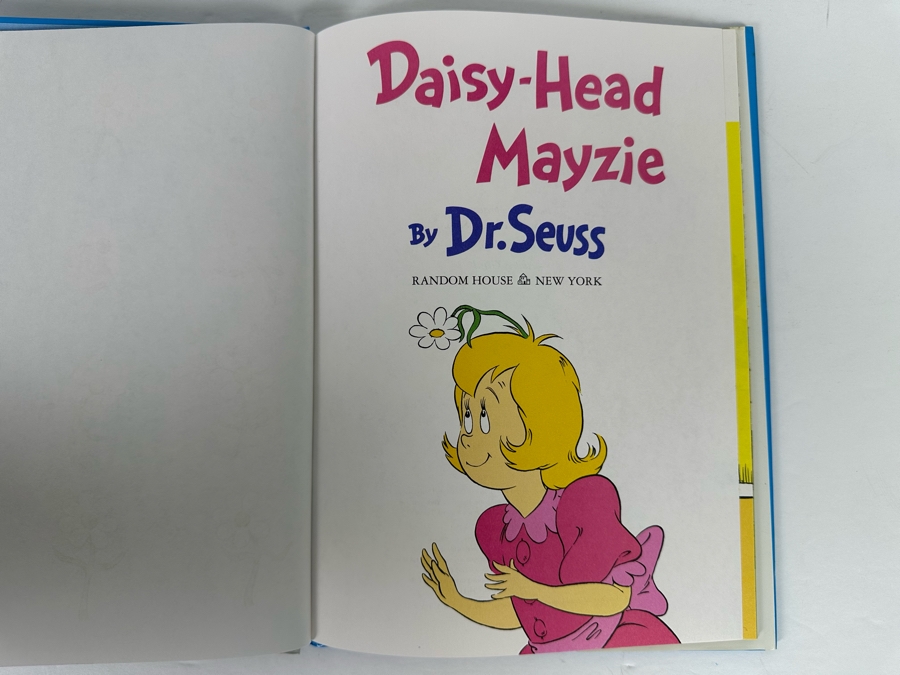 Daisy-Head
Mayzie
By Dr. Seuss
RANDOM HOUSE NEW YORK